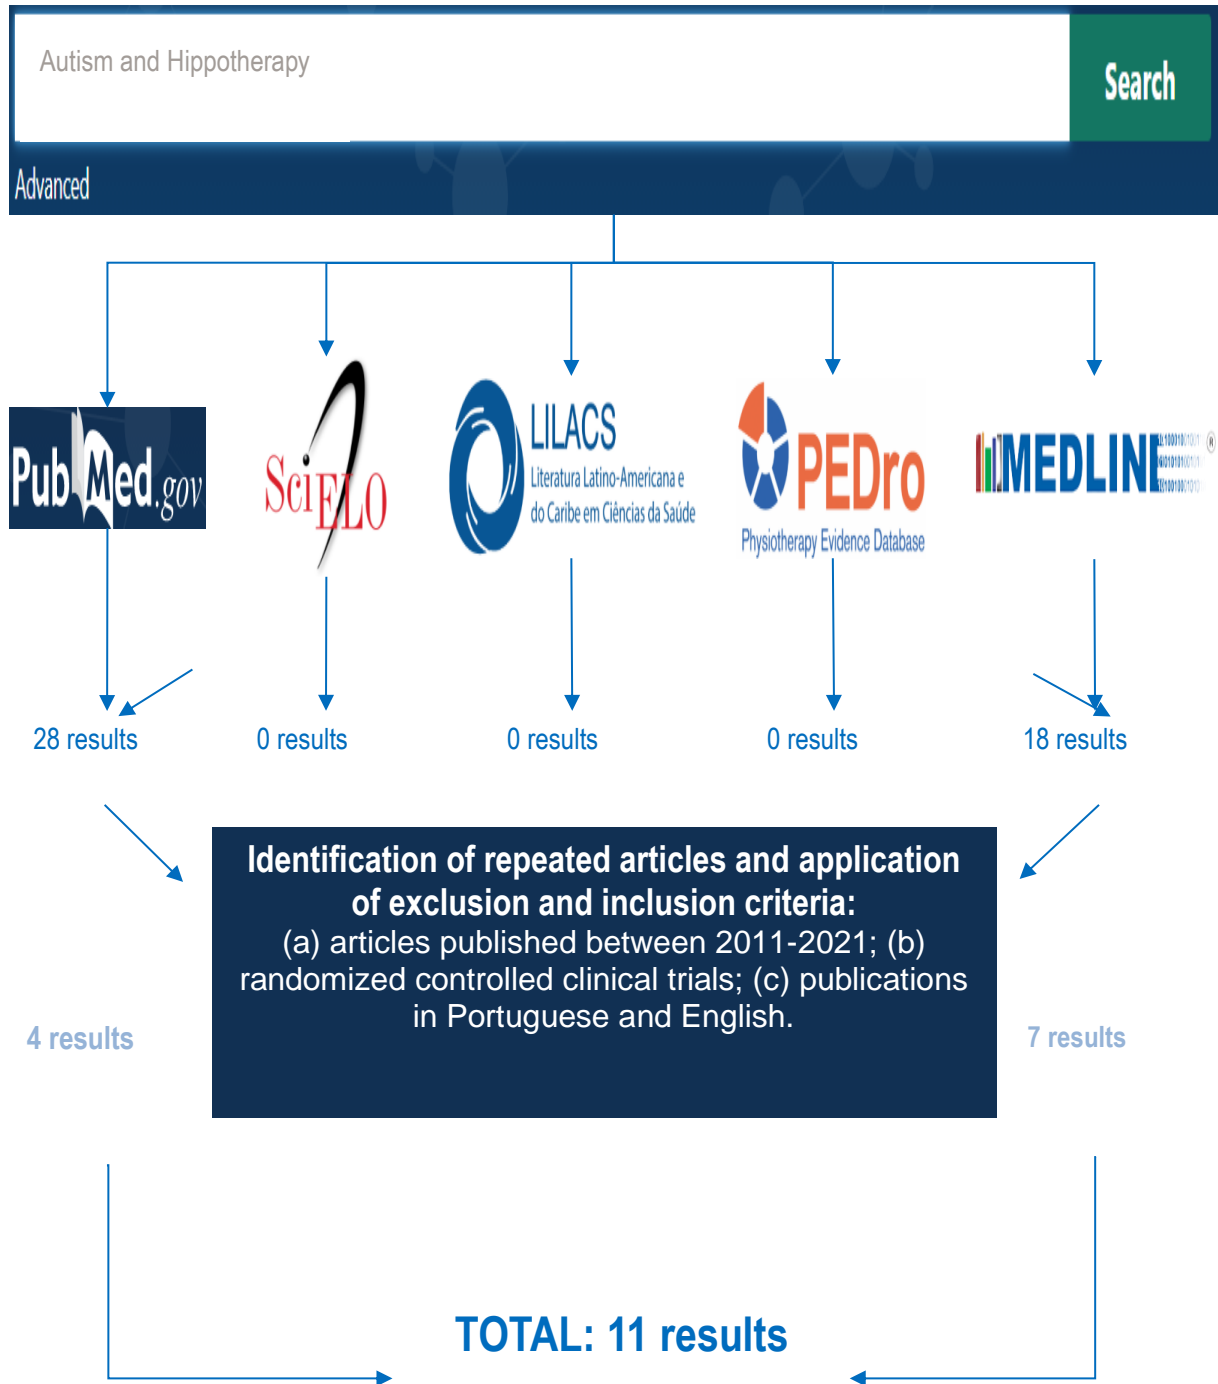 Autism and Hippotherapy
Search
Advanced
PubMed.gov
SciELO
LILACS
Literatura Latino-Americana e
do Caribe em Ciências da Saúde
PEDro
Physiotherapy Evidence Database
MEDLINE
28 results
0 results
0 results
0 results
18 results
Identification of repeated articles and application
of exclusion and inclusion criteria:
(a) articles published between 2011-2021; (b)
randomized controlled clinical trials; (c) publications
in Portuguese and English.
4 results
7 results
TOTAL: 11 results